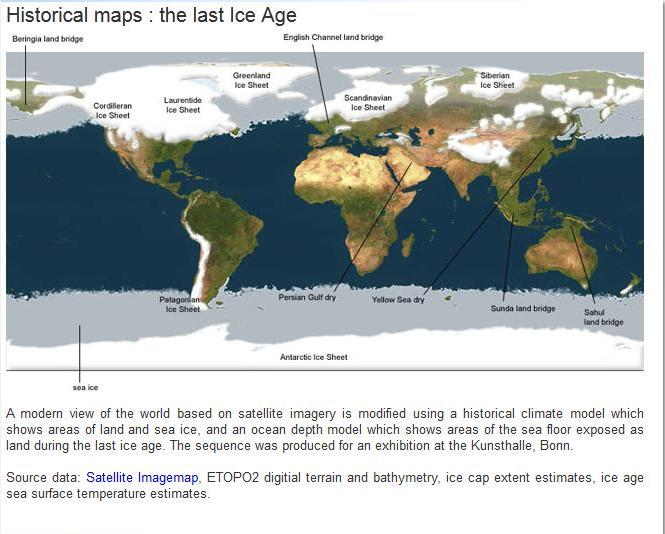 Historical maps : the last Ice Age
Beringia land bridge
English Channel land bridge
Greenland
Ice Sheet
Siberian
Ice Sheet
Cordilleran
Ice Sheet
Laurentide
Ice Sheet
Scandinavian
Ice Sheet
Patagonian
Ice Sheet
Persian Gulf dry
Yellow Sea dry
Sunda land bridge
Sahul
land bridge
Antarctic Ice Sheet
sea ice
A modern view of the world based on satellite imagery is modified using a historical climate model which
shows areas of land and sea ice, and an ocean depth model which shows areas of the sea floor exposed as
land during the last ice age. The sequence was produced for an exhibition at the Kunsthalle, Bonn.
Source data: Satellite Imagemap, ETOPO2 digitial terrain and bathymetry, ice cap extent estimates, ice age
sea surface temperature estimates.